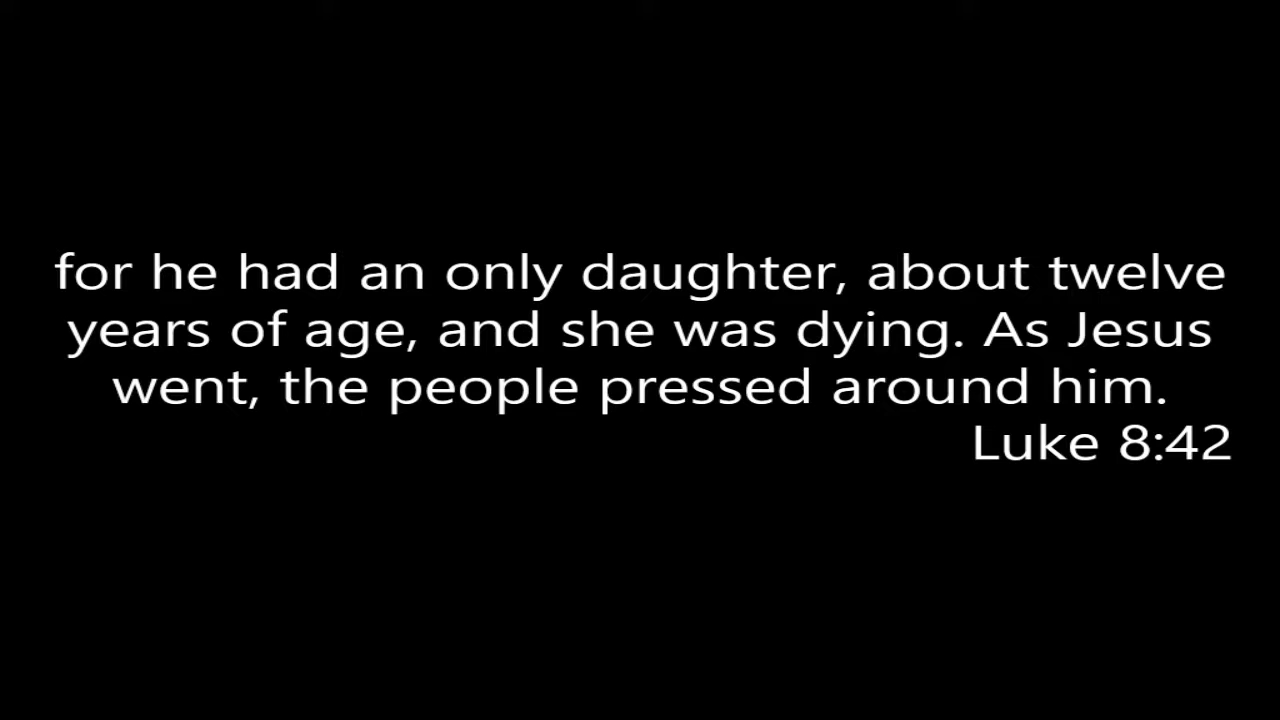 for he had an only daughter, about twelve
years of age, and she was dying. As Jesus
went, the people pressed around him.
Luke 8:42